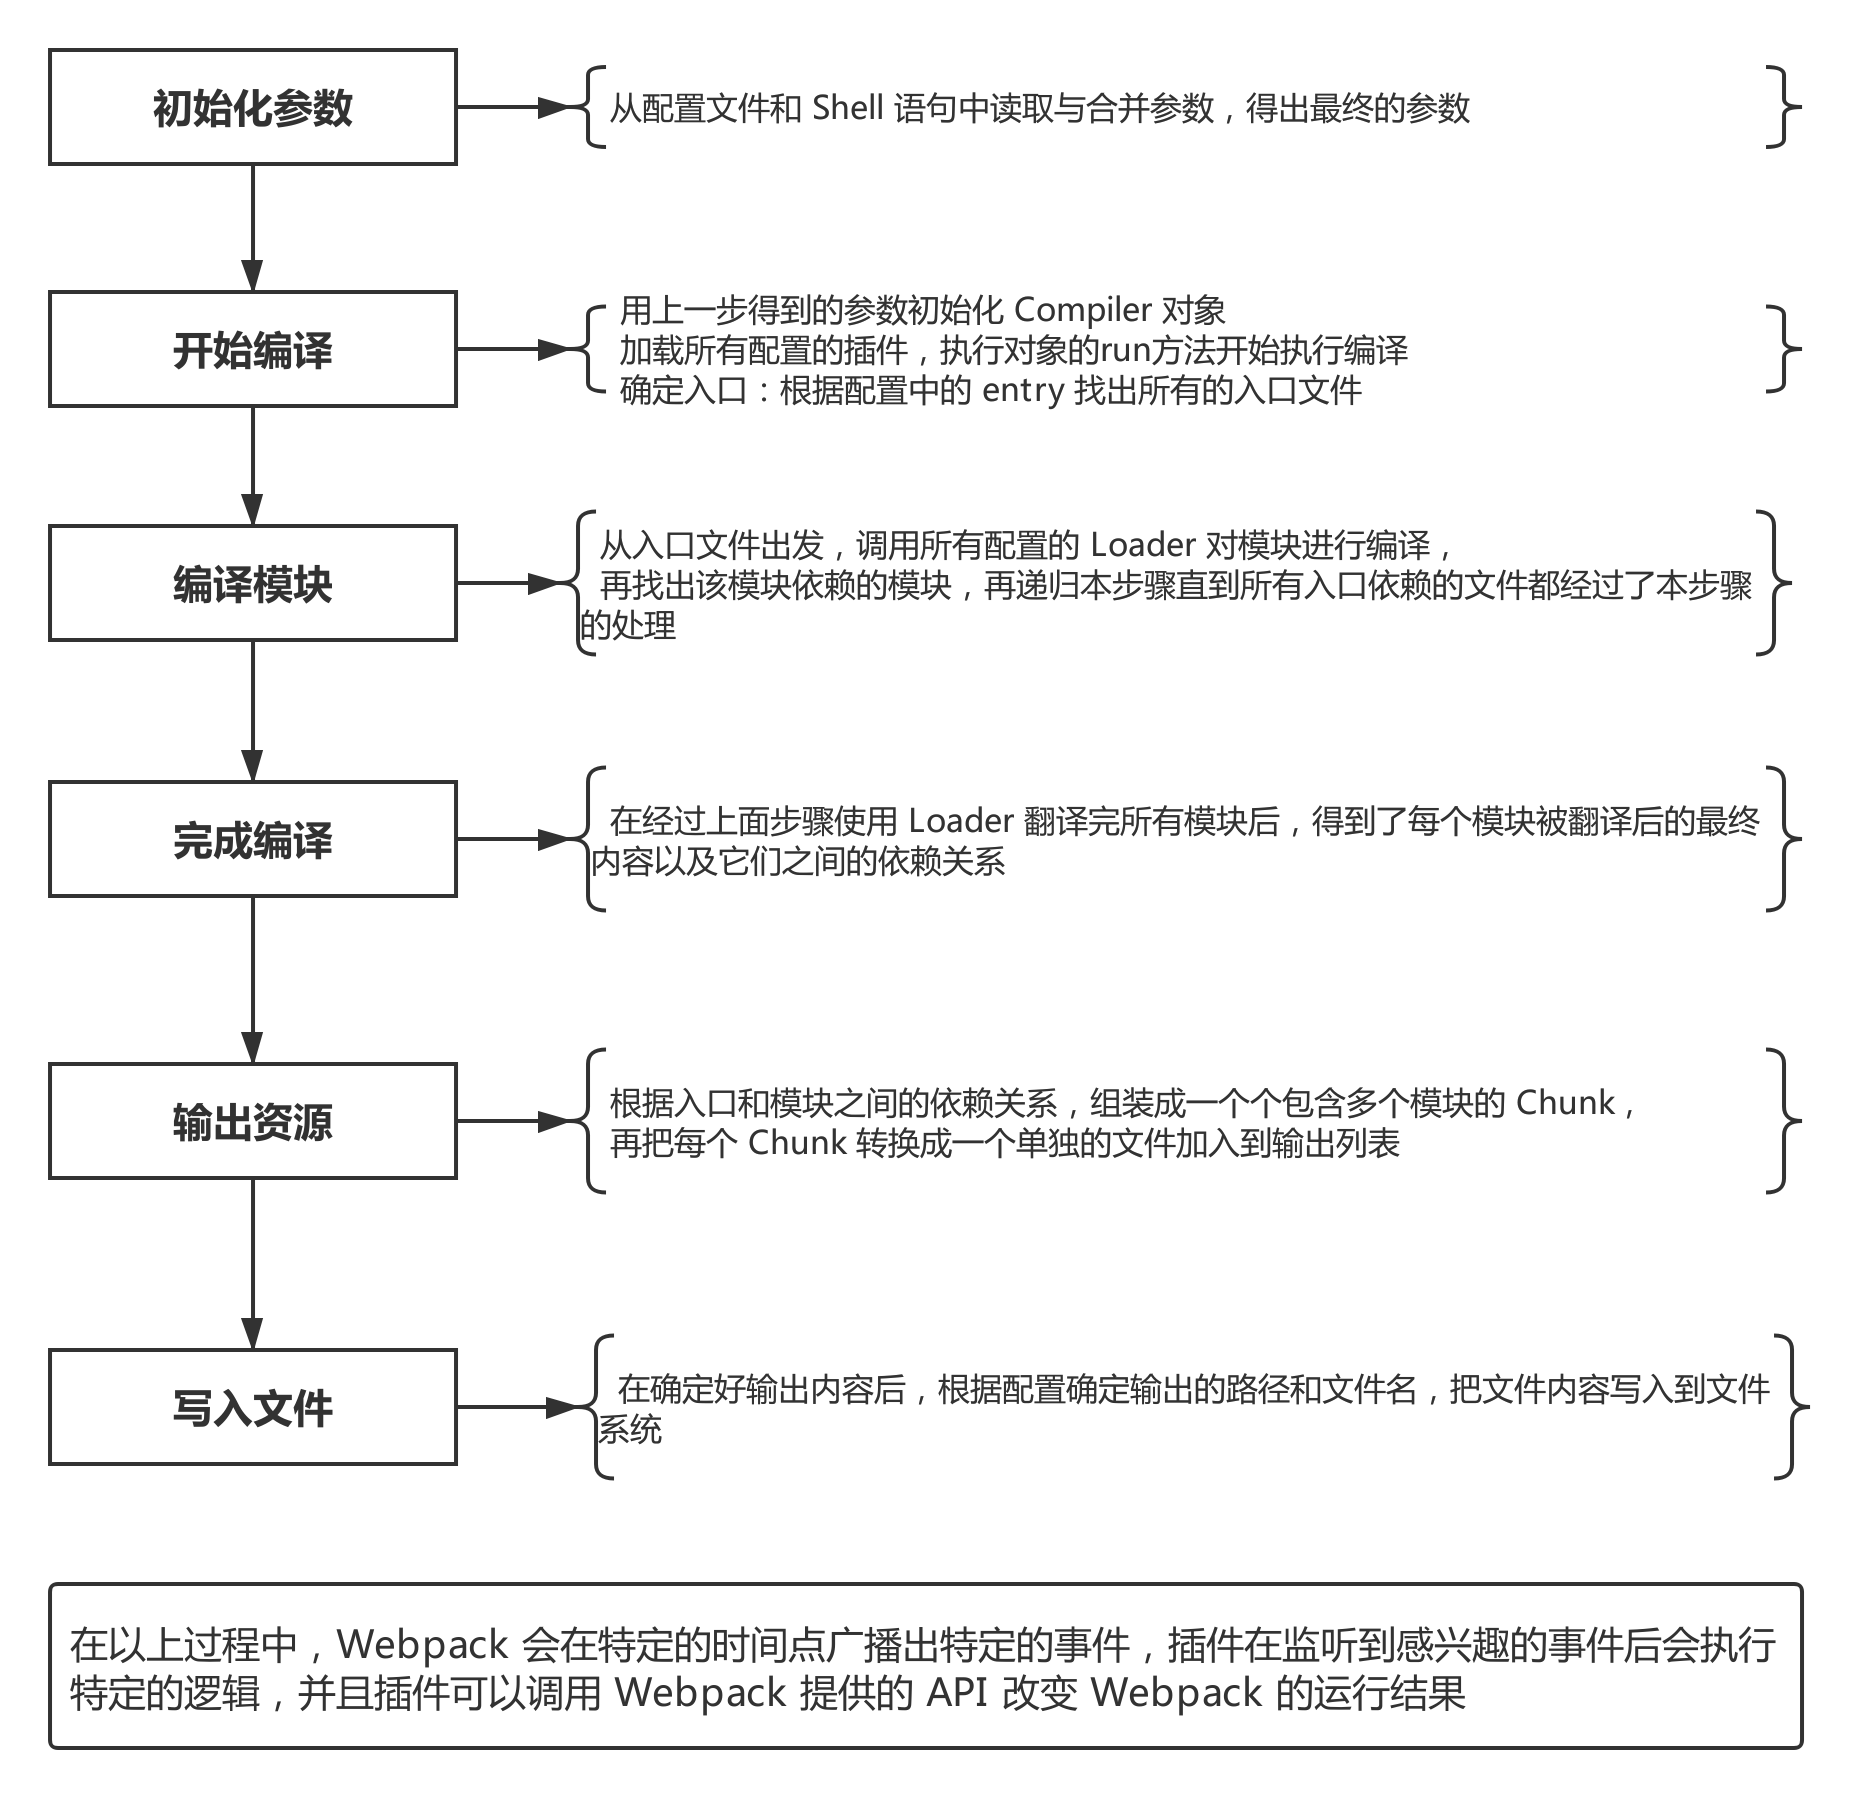 初始化参数
从配置文件和 Shell 语句中读取与合并参数，得出最终的参数
开始编译
用上一步得到的参数初始化 Compiler 对象
加载所有配置的插件，执行对象的run方法开始执行编译
确定入口：根据配置中的 entry 找出所有的入口文件
编译模块
从入口文件出发，调用所有配置的 Loader 对模块进行编译，
再找出该模块依赖的模块，再递归本步骤直到所有入口依赖的文件都经过了本步骤
的处理
完成编译
在经过上面步骤使用 Loader 翻译完所有模块后，得到了每个模块被翻译后的最终
内容以及它们之间的依赖关系
输出资源
根据入口和模块之间的依赖关系，组装成一个个包含多个模块的 Chunk，
再把每个 Chunk 转换成一个单独的文件加入到输出列表
写入文件
在确定好输出内容后，根据配置确定输出的路径和文件名，把文件内容写入到文件
系统
在以上过程中，Webpack 会在特定的时间点广播出特定的事件，插件在监听到感兴趣的事件后会执行
特定的逻辑，并且插件可以调用 Webpack 提供的 API 改变 Webpack 的运行结果